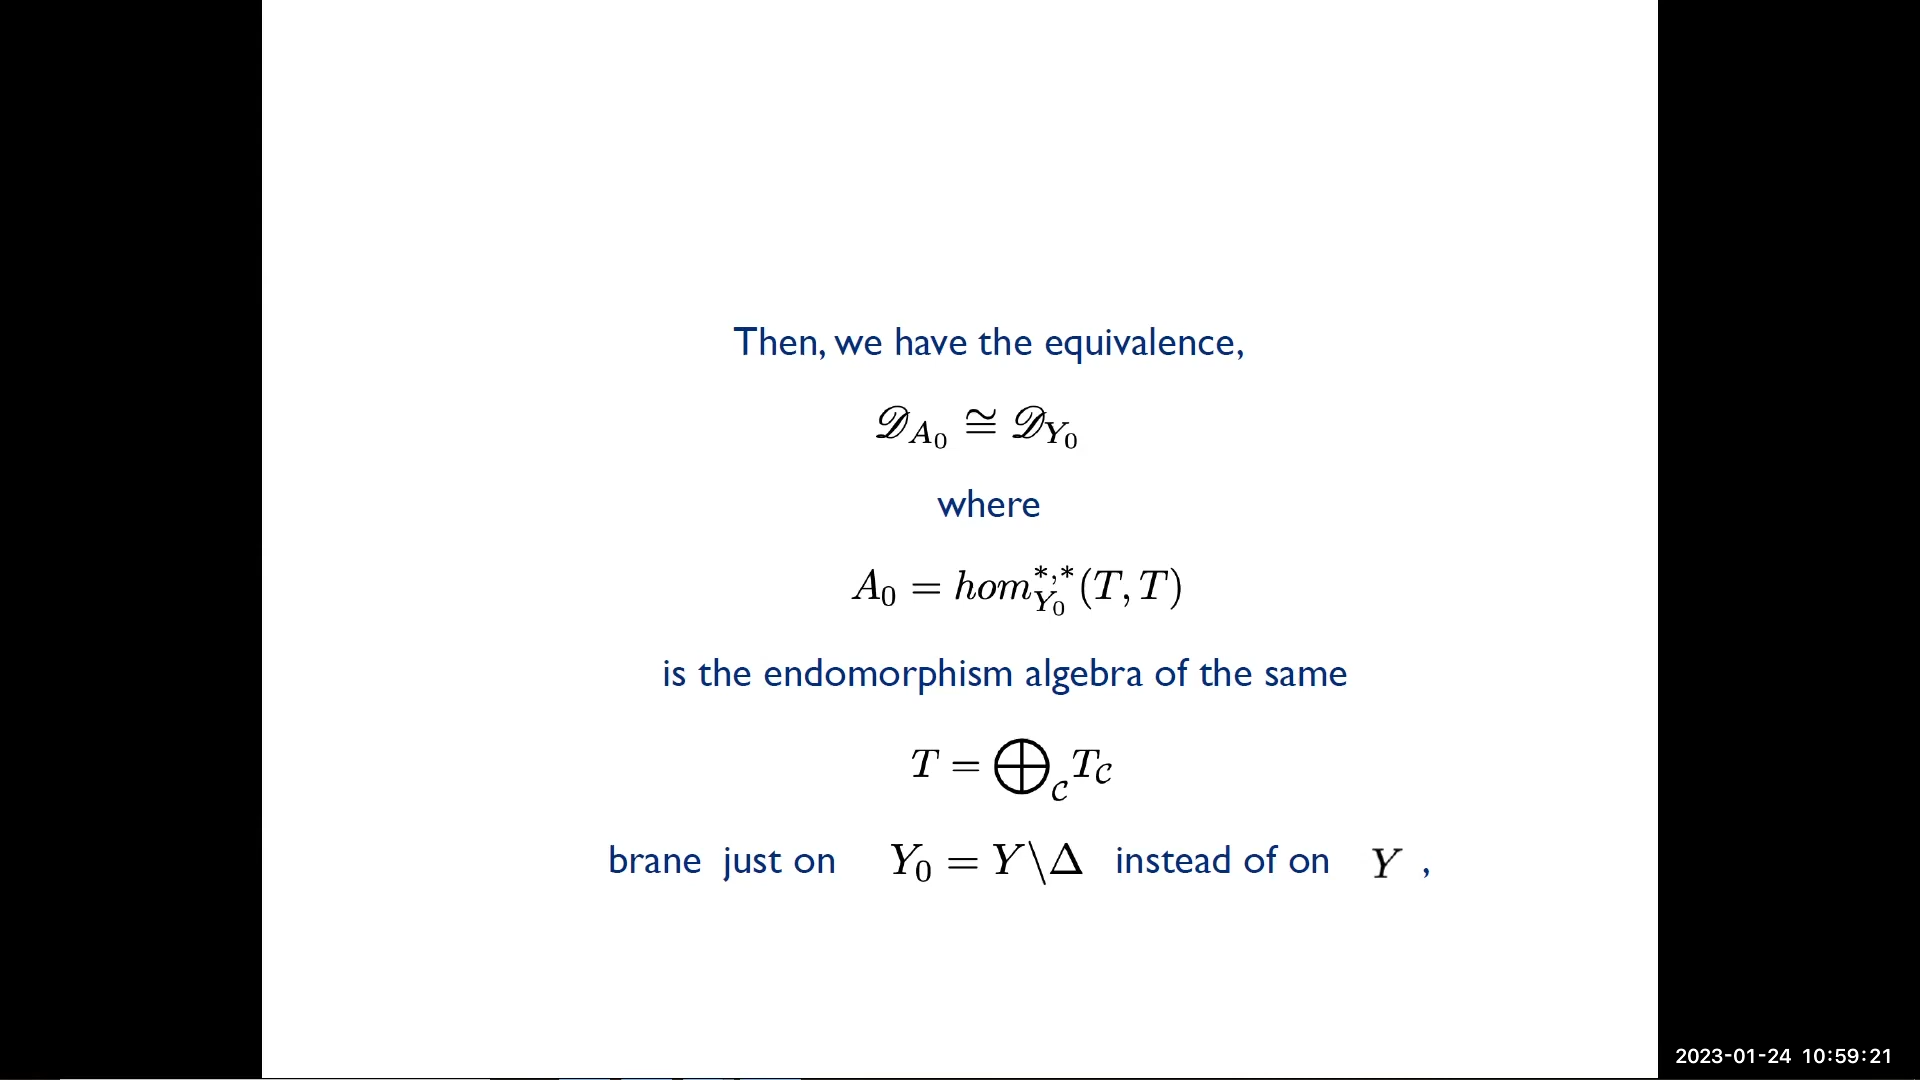 Then, we have the equivalence,
𝒟_{A_0} ≅ 𝒟_{Y_0}
where
A_0 = hom^{*,*}_{Y_0}(T, T)
is the endomorphism algebra of the same
T = ⨁_𝒞 T_𝒞
brane just on Y_0 = Y\Δ instead of on Y ,
2023-01-24 10:59:21